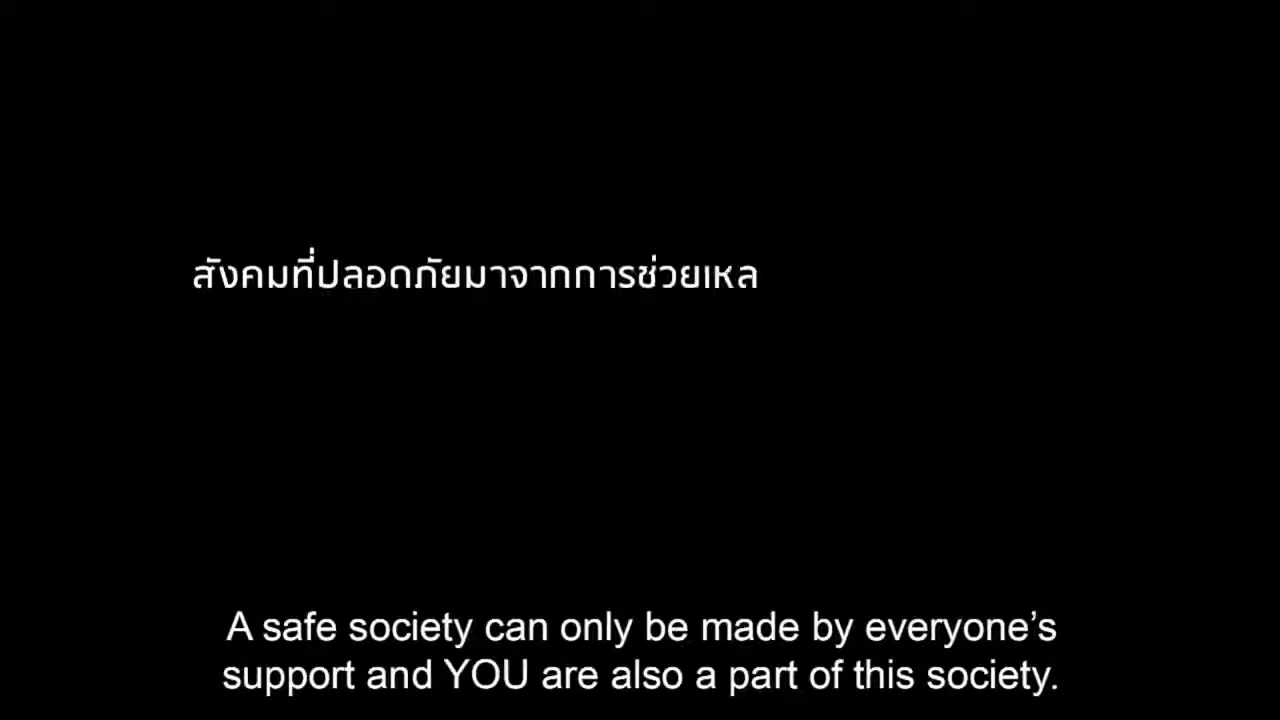 สังคมที่ปลอดภัยมาจากการช่วยเหล
A safe society can only be made by everyone’s
support and YOU are also a part of this society.